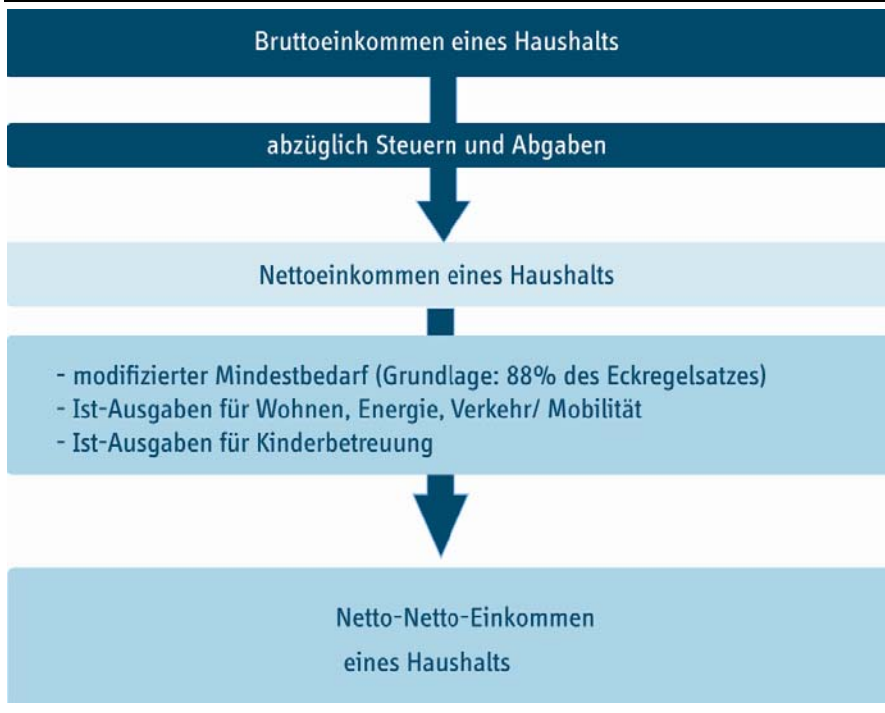 Bruttoeinkommen eines Haushalts
abzüglich Steuern und Abgaben
Nettoeinkommen eines Haushalts
- modifizierter Mindestbedarf (Grundlage: 88% des Eckregelsatzes)
- Ist-Ausgaben für Wohnen, Energie, Verkehr/ Mobilität
- Ist-Ausgaben für Kinderbetreuung
Netto-Netto-Einkommen
eines Haushalts